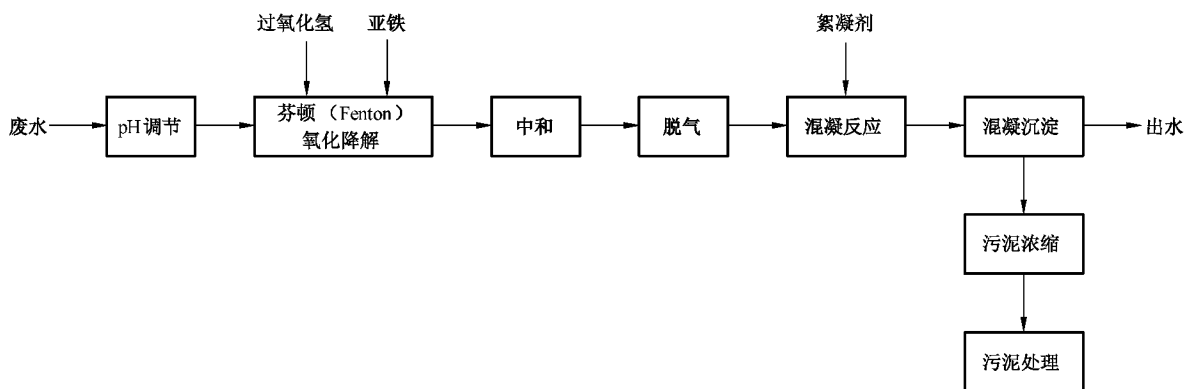 过氧化氢
亚铁
絮凝剂
废水
pH调节
芬顿（Fenton）
氧化降解
中和
脱气
混凝反应
混凝沉淀
出水
污泥浓缩
污泥处理